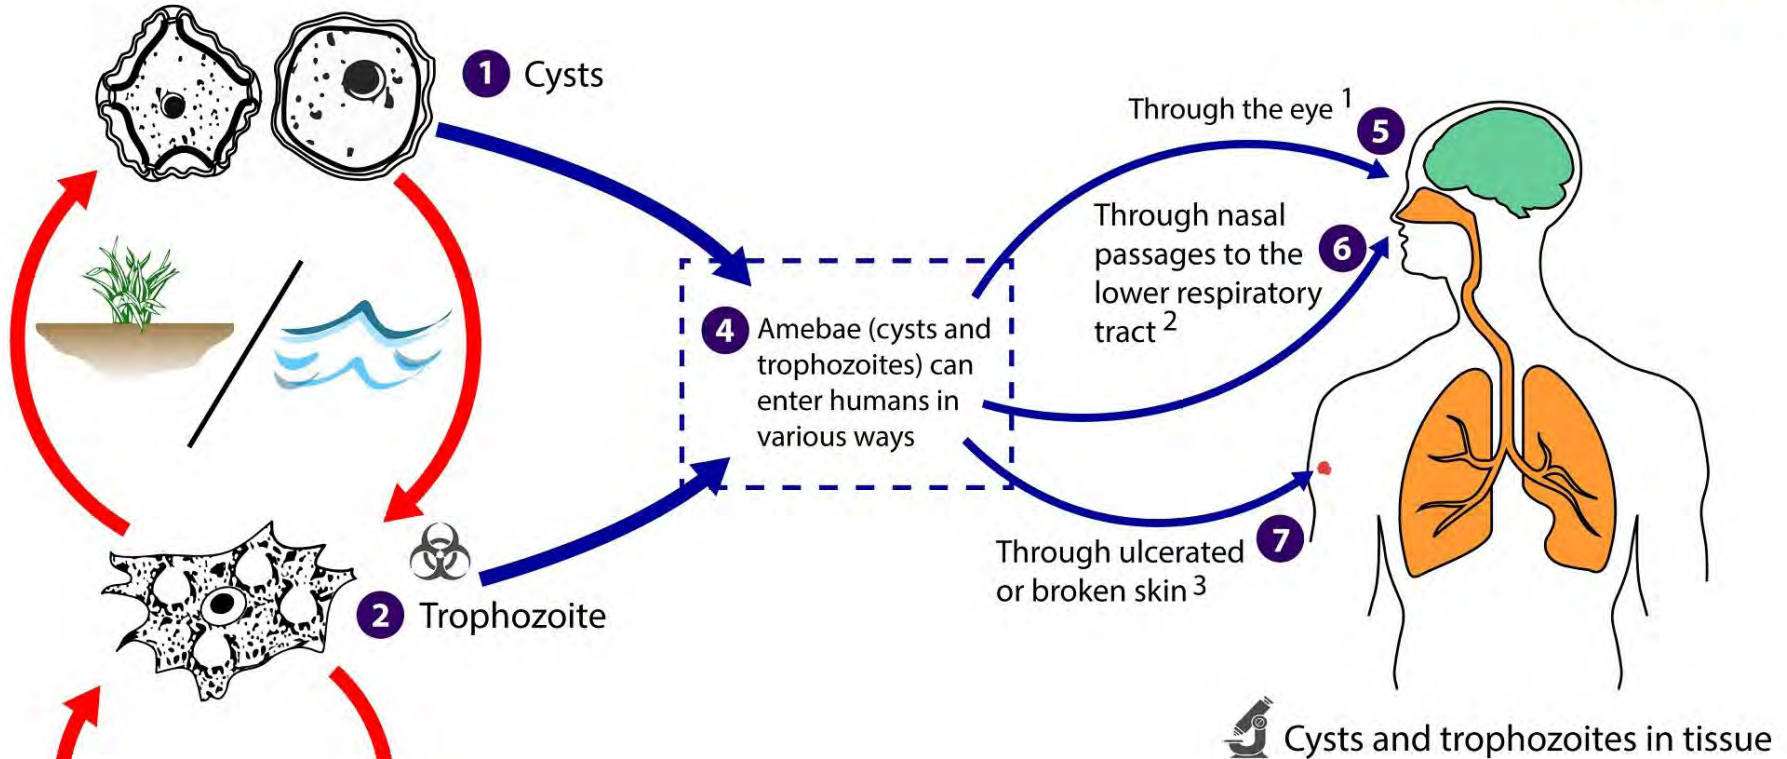 1 Cysts
Through the eye 1
5
Through nasal
passages to the
lower respiratory
tract 2
6
4 Amebae (cysts and
trophozoites) can
enter humans in
various ways
7
Through ulcerated
or broken skin 3
2 Trophozoite
Cysts and trophozoites in tissue